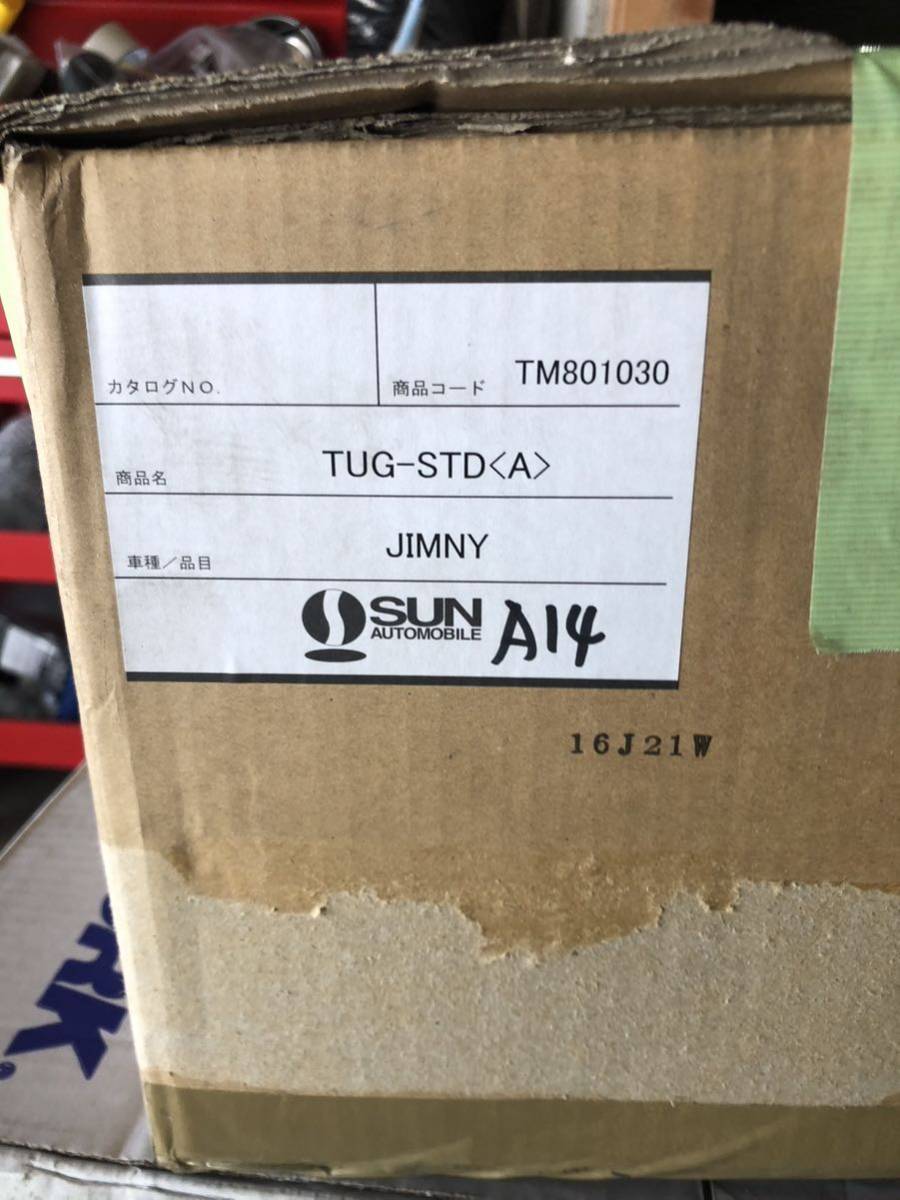 カタログNO.
商品コード TM801030
商品名 TUG-STD<A>
車種/品目 JIMNY
SUN
AUTOMOBILE
A14
16J21W
ORK